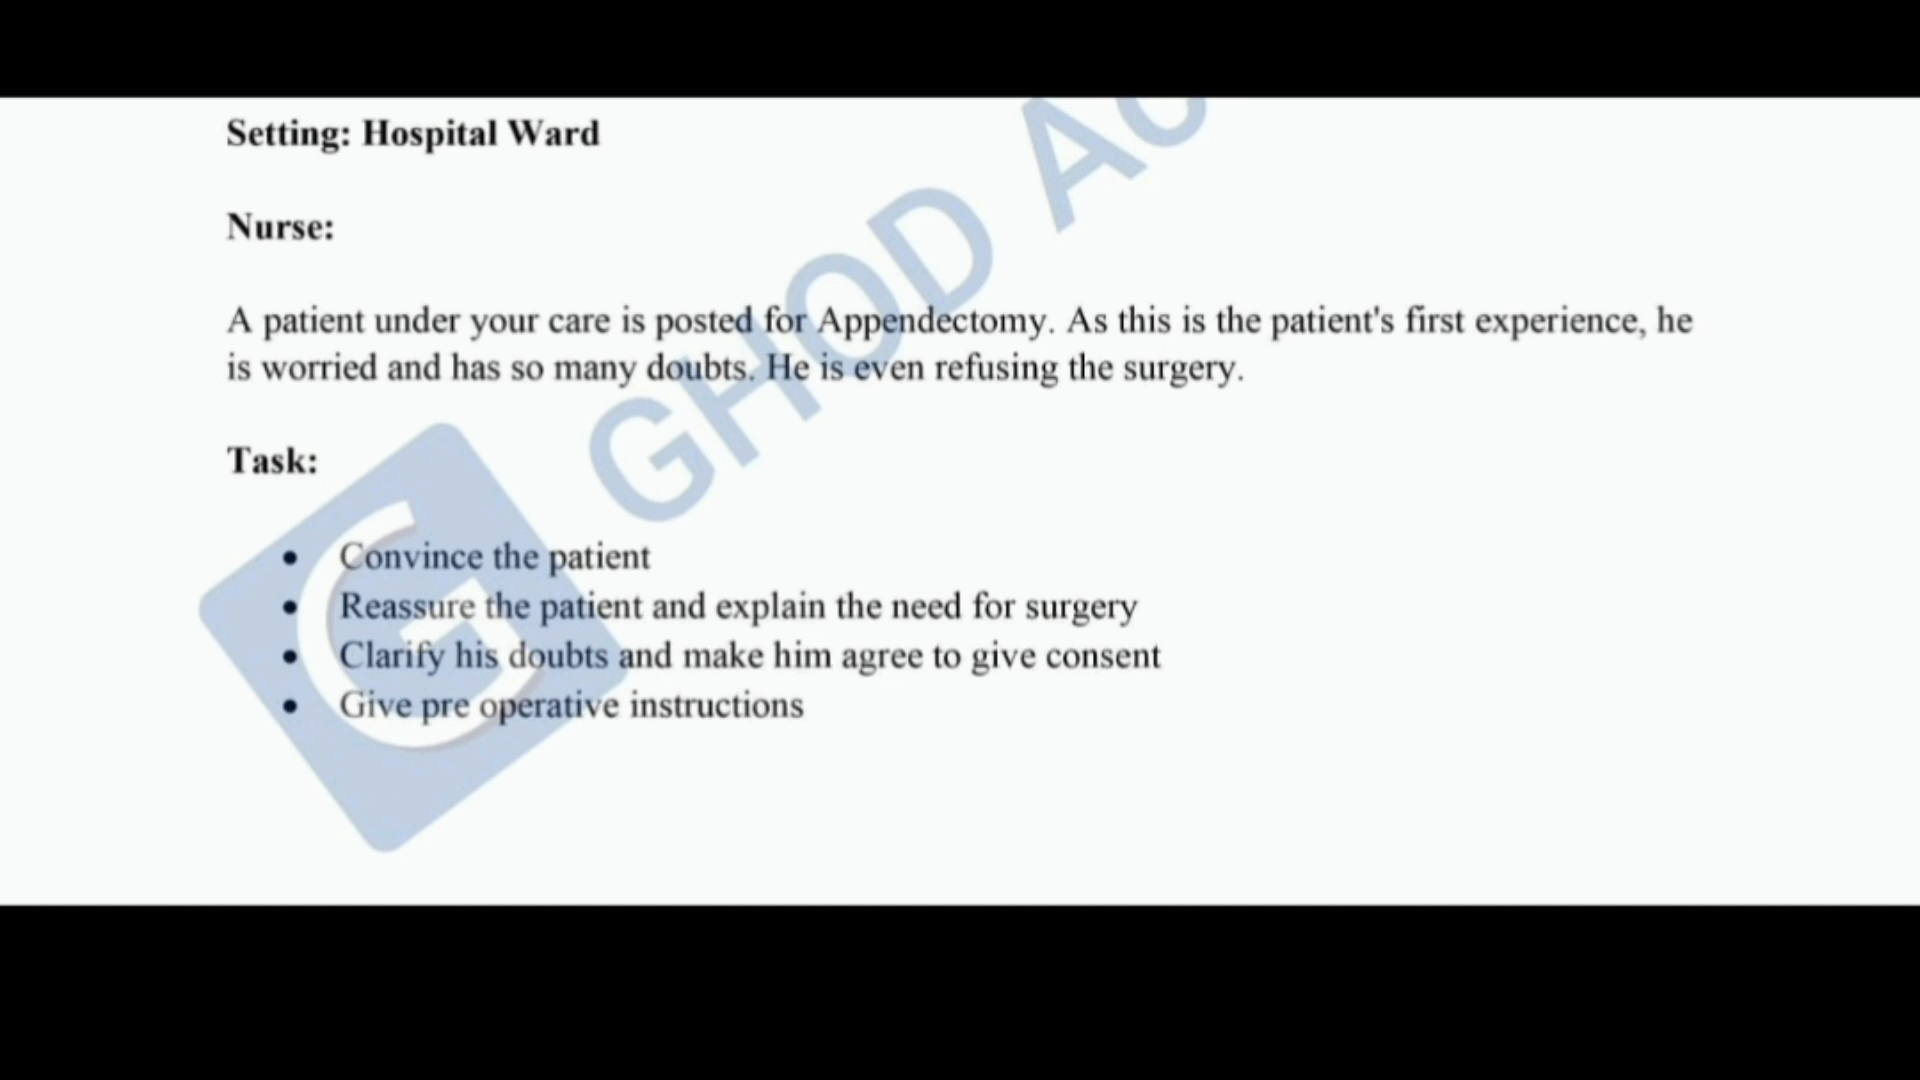 Setting: Hospital Ward
Nurse:
A patient under your care is posted for Appendectomy. As this is the patient's first experience, he
is worried and has so many doubts. He is even refusing the surgery.
Task:
• Convince the patient
• Reassure the patient and explain the need for surgery
• Clarify his doubts and make him agree to give consent
• Give pre operative instructions
GHOD Ac